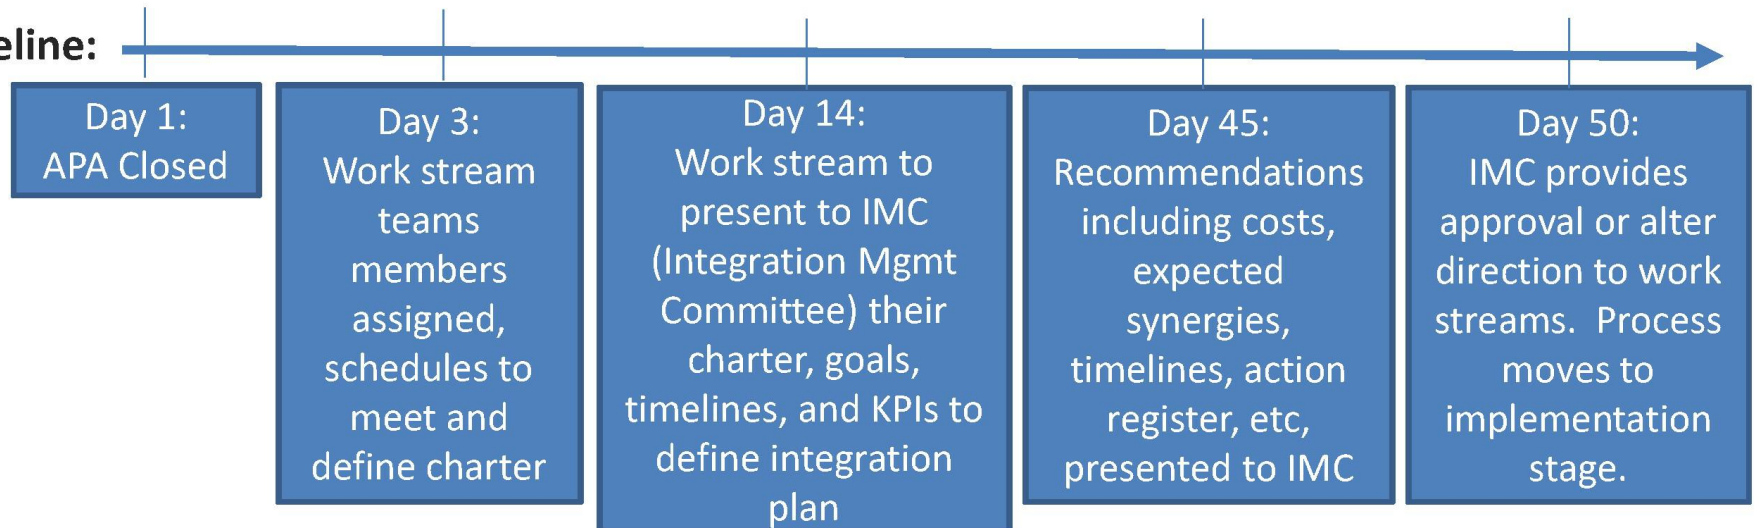 eline:
Day 1:
APA Closed
Day 3:
Work stream
teams
members
assigned,
schedules to
meet and
define charter
Day 14:
Work stream to
present to IMC
(Integration Mgmt
Committee) their
charter, goals,
timelines, and KPIs to
define integration
plan
Day 45:
Recommendations
including costs,
expected
synergies,
timelines, action
register, etc,
presented to IMC
Day 50:
IMC provides
approval or alter
direction to work
streams.  Process
moves to
implementation
stage.